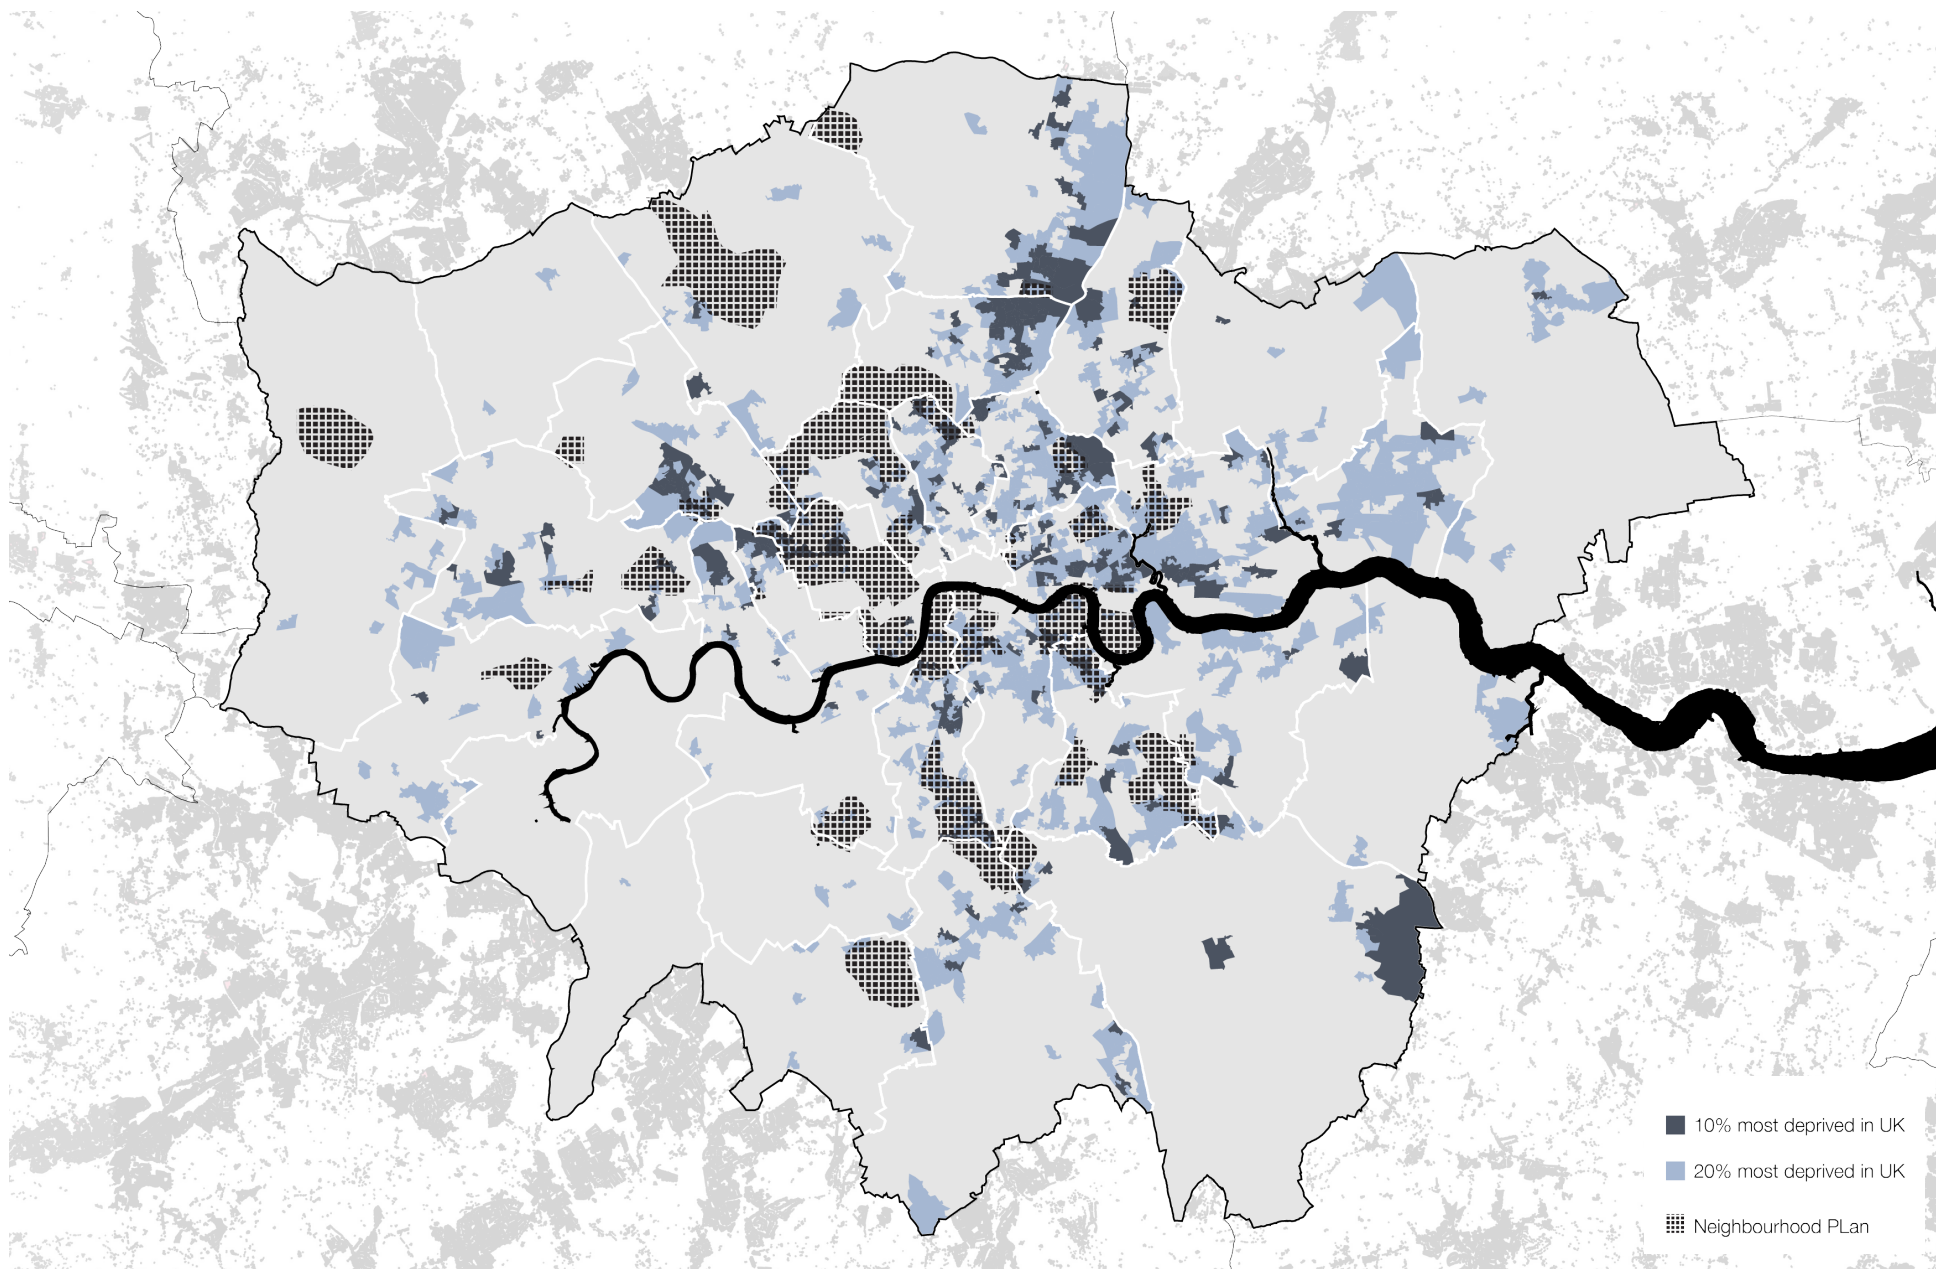 10% most deprived in UK
20% most deprived in UK
Neighbourhood PLan